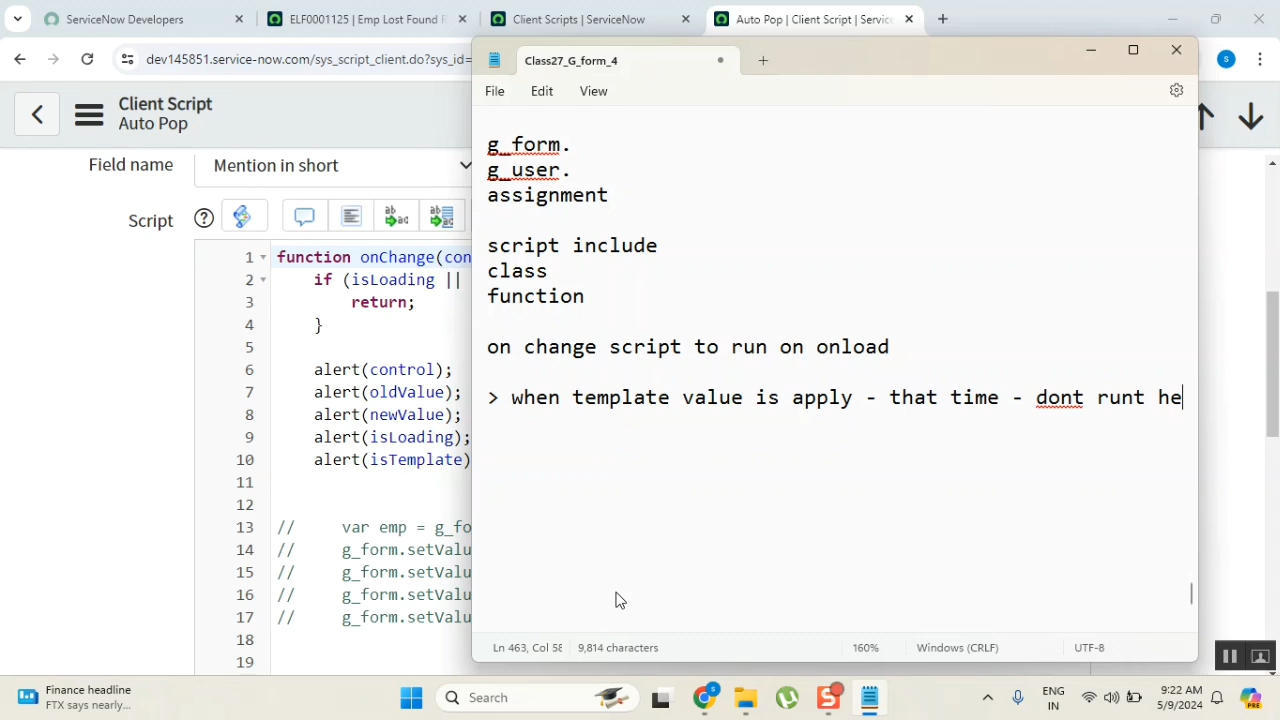 ServiceNow Developers
ELF0001125 | Emp Lost Found F
Client Scripts | ServiceNow
Auto Pop | Client Script | Service
dev145851.service-now.com/sys_script_client.do?sys_id=
S
Client Script
Auto Pop
Field name
Mention in short
Script
1 function onChange(con
2 if (isLoading ||
3 return;
4 }
5
6 alert(control);
7 alert(oldValue);
8 alert(newValue);
9 alert(isLoading);
10 alert(isTemplate)
11
12
13 // var emp = g_fo
14 // g_form.setValu
15 // g_form.setValu
16 // g_form.setValu
17 // g_form.setValu
18
19
Class27_G_form_4
File Edit View
g_form.
g_user.
assignment
script include
class
function
on change script to run on onload
> when template value is apply - that time - dont runt he
Ln 463, Col 58 9,814 characters 160% Windows (CRLF) UTF-8
Finance headline
FTX says nearly...
Search
ENG
IN
9:22 AM
5/9/2024
PRE